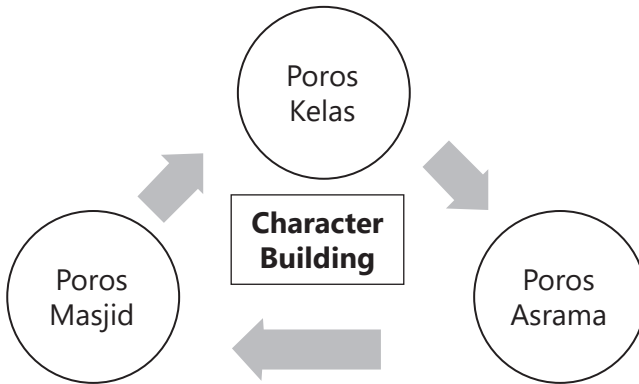 Poros
Kelas
Character
Building
Poros
Masjid
Poros
Asrama